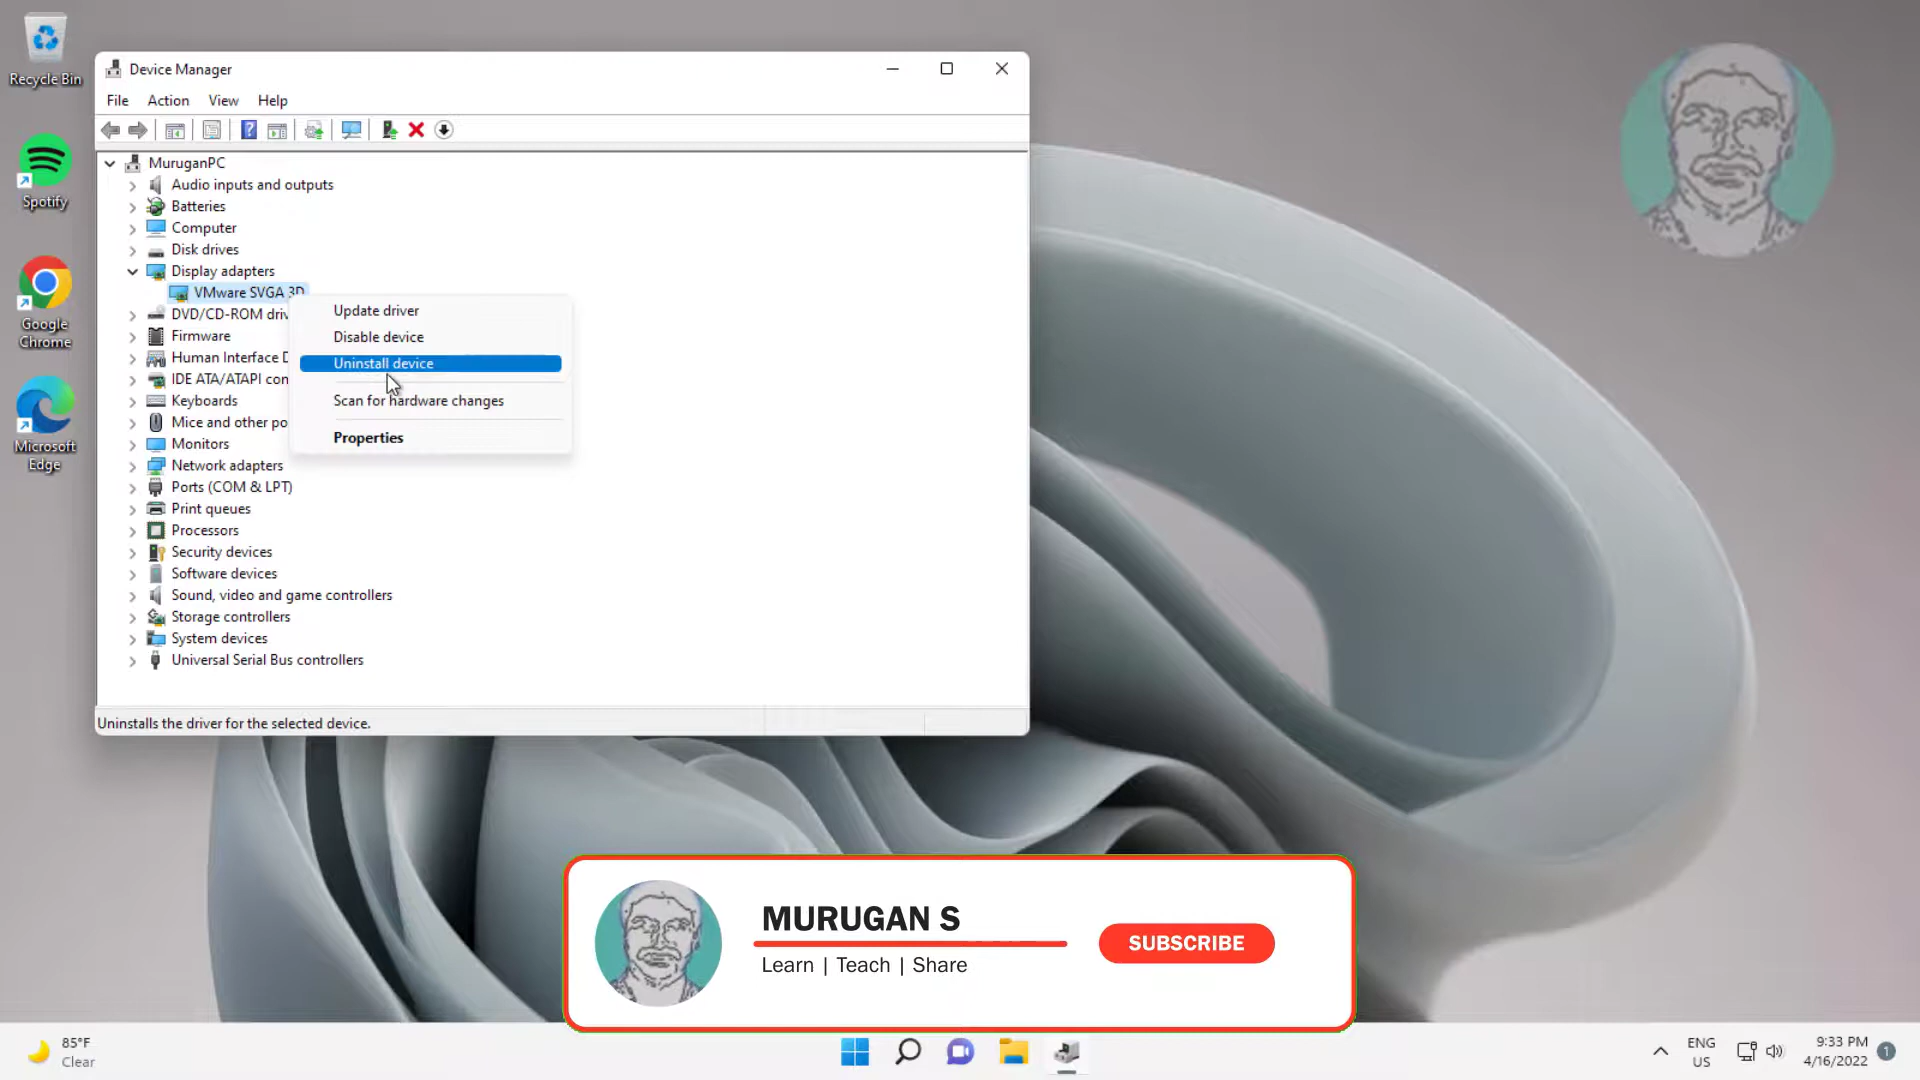 Recycle Bin
Spotify
Google
Chrome
Microsoft
Edge
Device Manager
File Action View Help
MuruganPC
Audio inputs and outputs
Batteries
Computer
Disk drives
Display adapters
VMware SVGA 3D
DVD/CD-ROM
Firmware
Human Interface
IDE ATA/ATAPI
Keyboards
Mice and other
Monitors
Network adapters
Ports (COM & LPT)
Print queues
Processors
Security devices
Software devices
Sound, video and game controllers
Storage controllers
System devices
Universal Serial Bus controllers
Update driver
Disable device
Uninstall device
Scan for hardware changes
Properties
Uninstalls the driver for the selected device.
MURUGAN S
Learn | Teach | Share
SUBSCRIBE
85°F
Clear
ENG
US
9:33 PM
4/16/2022
1